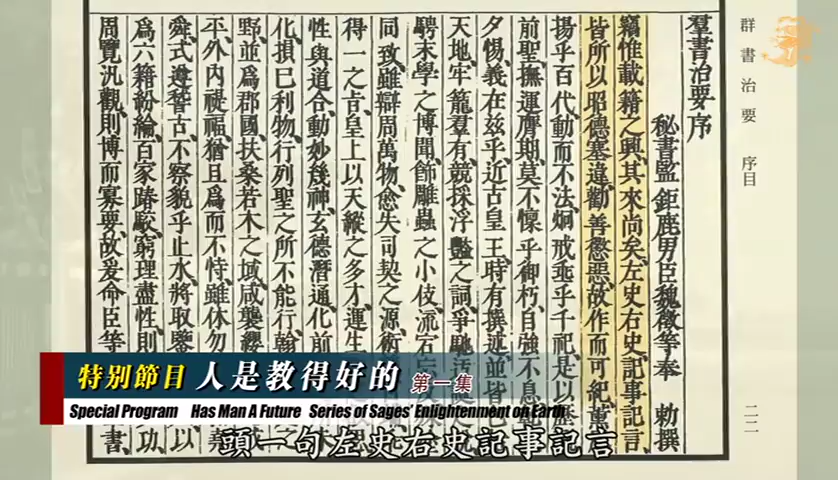 群書治要 序目
二二
羣書治要序
秘書監鉅鹿男臣魏徵等奉 勅撰
竊惟載籍之興其來尚矣左史右史記事記言
皆所以昭德塞違勸善懲惡故作而可紀薰
揚乎百代動而不法烱戒垂乎千祀是以歷
前聖撫運膺期莫不懍乎御朽自強不息
夕惕義在茲乎近古皇王時有撰述並皆
天地牢籠羣有競採浮豔之詞爭馳
騁末學之博聞飾雕蟲之小伎流
同致雖辯周萬物愈失司契之源術
得一之旨皇上以天縱之多才運生
性與道合動妙幾神玄德潛通化前 未
化損己利物行列聖之所不能行翰
野並爲郡國扶桑若木之域咸襲纓
平外內禔福猶且爲而不恃雖休勿
舜式遵稽古不察貌乎止水將取鑒 以
爲六籍紛綸百家踳駁窮理盡性則 功
周覽汎觀則博而寡要故爰命臣等 書
特別節目 人是教得好的 第一集
Special Program Has Man A Future Series of Sages' Enlightenment on Earth
頭一句左史右史記事記言